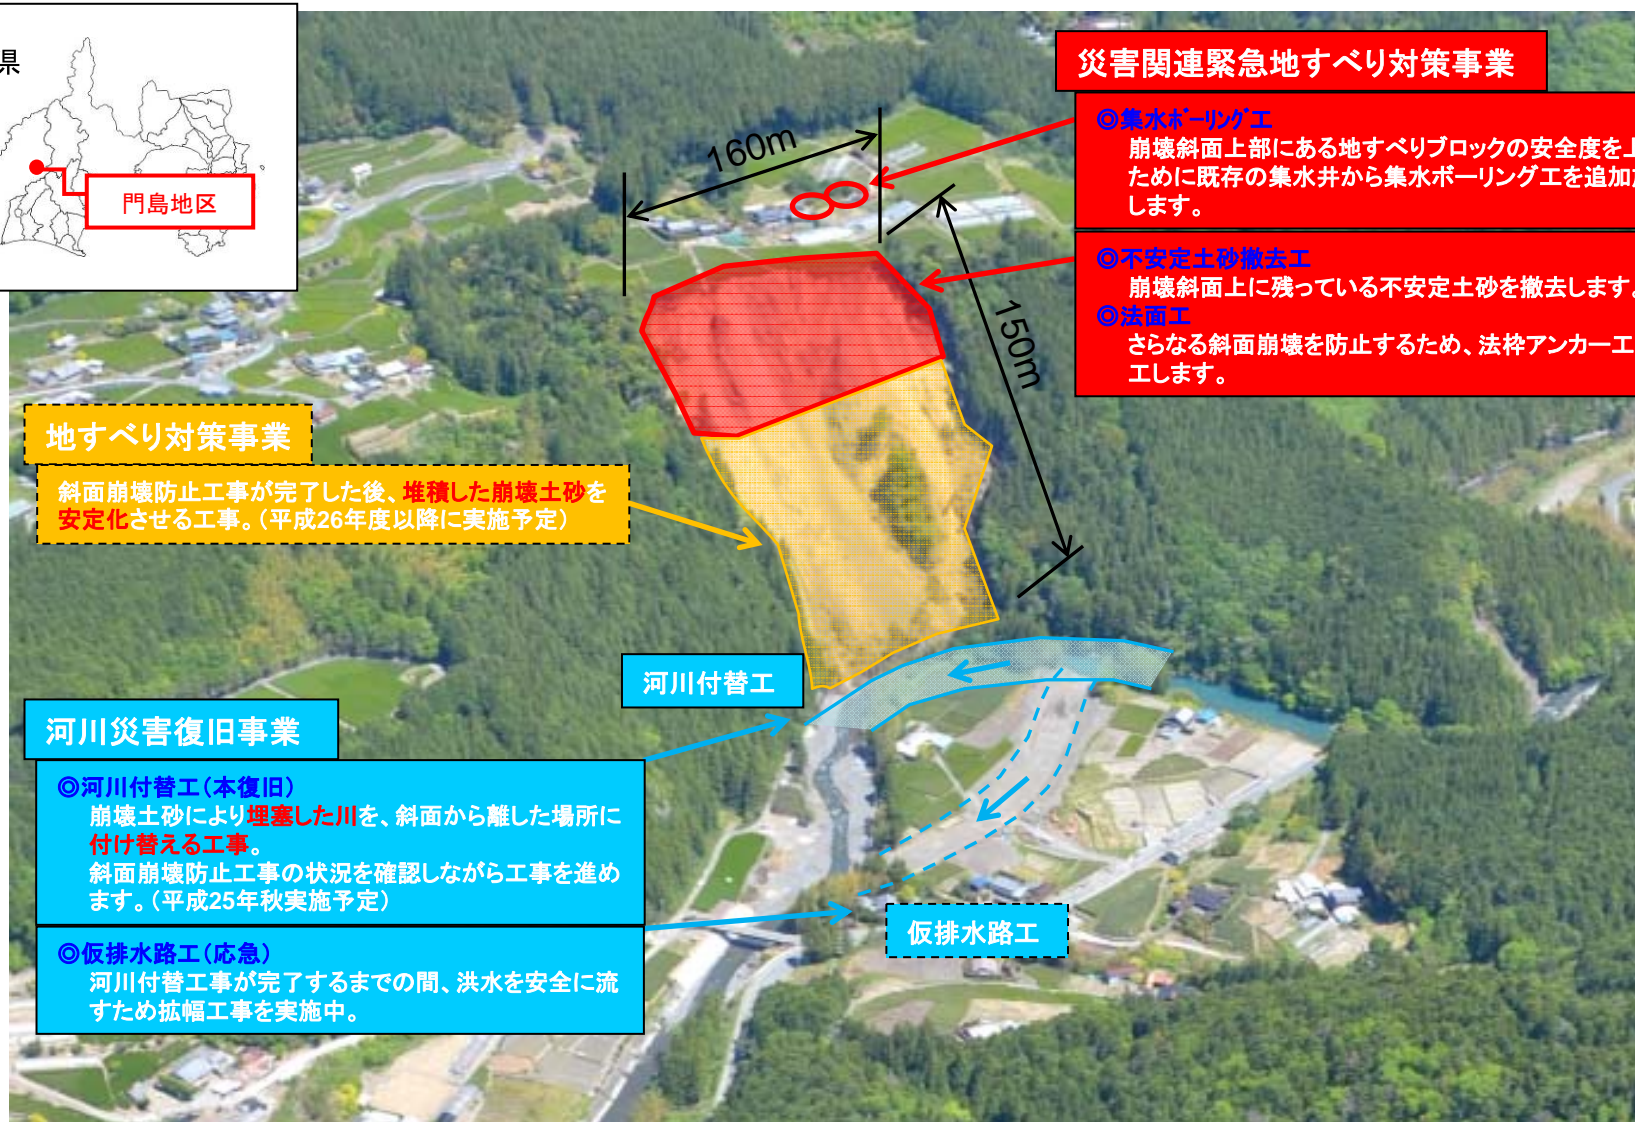 県
門島地区
160m
150m
災害関連緊急地すべり対策事業
◎集水ボーリング工
崩壊斜面上部にある地すべりブロックの安全度を上
ために既存の集水井から集水ボーリング工を追加
します。
◎不安定土砂撤去工
崩壊斜面上に残っている不安定土砂を撤去します。
◎法面工
さらなる斜面崩壊を防止するため、法枠アンカー工
工します。
地すべり対策事業
斜面崩壊防止工事が完了した後、堆積した崩壊土砂を
安定化させる工事。（平成26年度以降に実施予定）
河川付替工
河川災害復旧事業
◎河川付替工（本復旧）
崩壊土砂により埋塞した川を、斜面から離した場所に
付け替える工事。
斜面崩壊防止工事の状況を確認しながら工事を進め
ます。（平成25年秋実施予定）
◎仮排水路工（応急）
河川付替工事が完了するまでの間、洪水を安全に流
すため拡幅工事を実施中。
仮排水路工